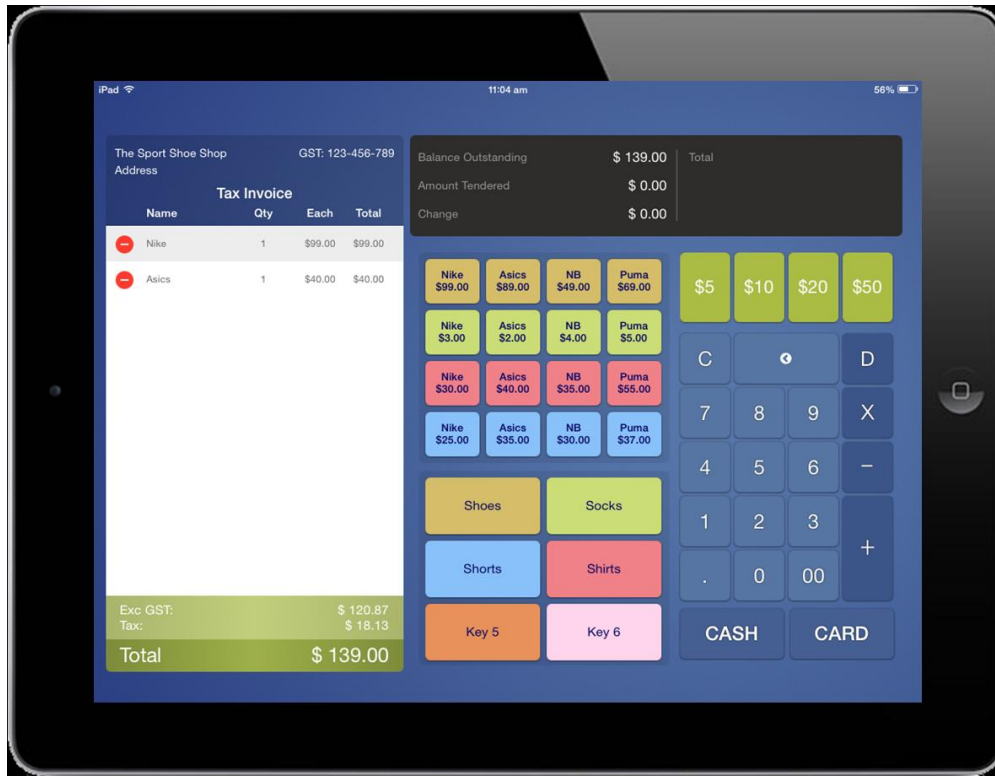 iPad 11:04 am 56%
The Sport Shoe Shop GST: 123-456-789
Address
Tax Invoice
Name Qty Each Total
Nike 1 $99.00 $99.00
Asics 1 $40.00 $40.00
Exc GST: $ 120.87
Tax: $ 18.13
Total $ 139.00
Balance Outstanding $ 139.00 Total
Amount Tendered $ 0.00
Change $ 0.00
Nike Asics NB Puma
$99.00 $89.00 $49.00 $69.00
Nike Asics NB Puma
$3.00 $2.00 $4.00 $5.00
Nike Asics NB Puma
$30.00 $40.00 $35.00 $55.00
Nike Asics NB Puma
$25.00 $35.00 $30.00 $37.00
Shoes Socks
Shorts Shirts
Key 5 Key 6
$5 $10 $20 $50
C D
7 8 9 X
4 5 6 −
1 2 3 +
. 0 00
CASH CARD